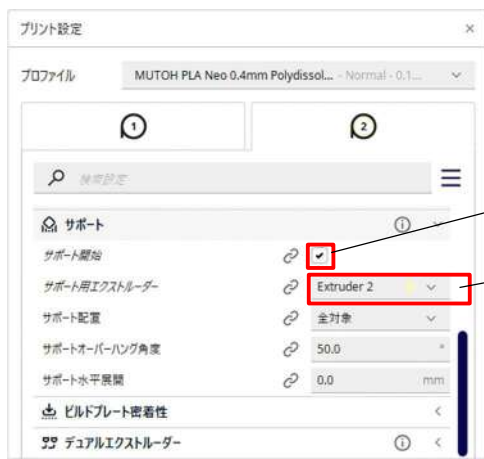 プリント設定
プロファイル MUTOH PLA Neo 0.4mm Polydissol... - Normal - 0.1...
1 2
検索設定
サポート
サポート開始
サポート用エクストルーダー Extruder 2
サポート配置 全対象
サポートオーバーハング角度 50.0 °
サポート水平展開 0.0 mm
ビルドプレート密着性
デュアルエクストルーダー